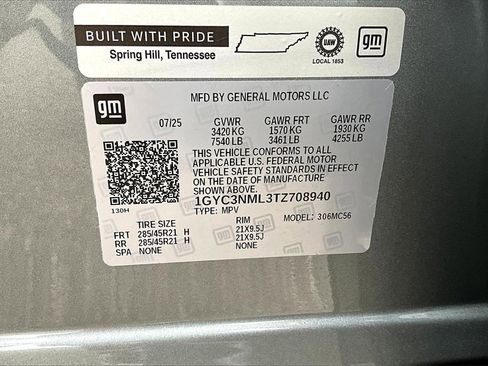 BUILT WITH PRIDE
Spring Hill, Tennessee
UAW
LOCAL 1853
gm
gm
MFD BY GENERAL MOTORS LLC
07/25 GVWR GAWR FRT GAWR RR
3420 KG 1570 KG 1930 KG
7540 LB 3461 LB 4255 LB
THIS VEHICLE CONFORMS TO ALL
APPLICABLE U.S. FEDERAL MOTOR
VEHICLE SAFETY STANDARDS IN EFFECT
ON THE DATE OF MANUFACTURE
SHOWN ABOVE.
1GYC3NML3TZ708940
TYPE: MPV MODEL: 306MC56
130H
TIRE SIZE RIM
FRT 285/45R21 H 21X9.5J
RR 285/45R21 H 21X9.5J
SPA NONE NONE